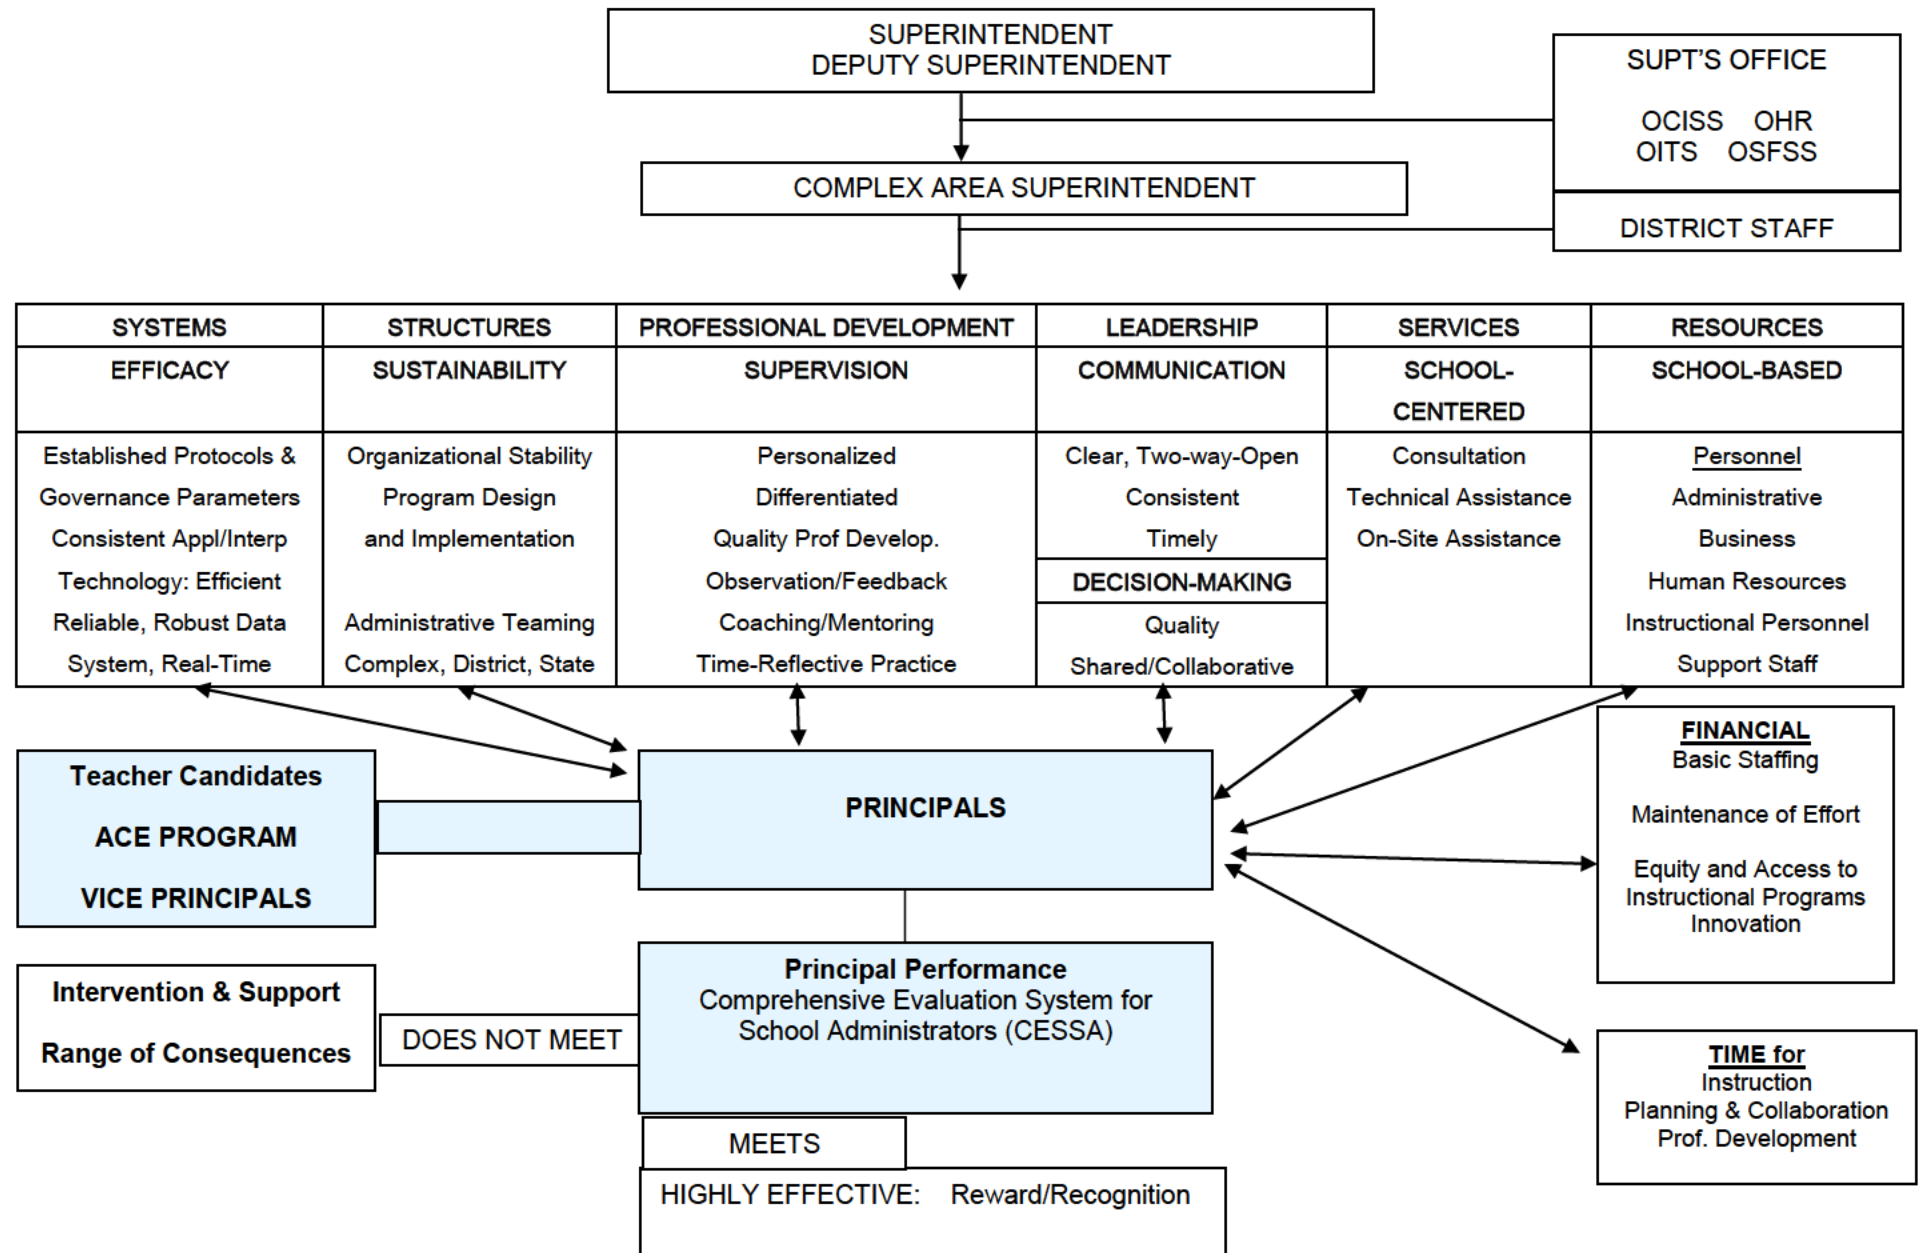 SUPERINTENDENT
DEPUTY SUPERINTENDENT
SUPT'S OFFICE
OCISS OHR
OITS OSFSS
COMPLEX AREA SUPERINTENDENT
DISTRICT STAFF
SYSTEMS
EFFICACY
Established Protocols &
Governance Parameters
Consistent Appl/Interp
Technology: Efficient
Reliable, Robust Data
System, Real-Time
STRUCTURES
SUSTAINABILITY
Organizational Stability
Program Design
and Implementation
Administrative Teaming
Complex, District, State
PROFESSIONAL DEVELOPMENT
SUPERVISION
Personalized
Differentiated
Quality Prof Develop.
Observation/Feedback
Coaching/Mentoring
Time-Reflective Practice
LEADERSHIP
COMMUNICATION
Clear, Two-way-Open
Consistent
Timely
DECISION-MAKING
Quality
Shared/Collaborative
SERVICES
SCHOOL-
CENTERED
Consultation
Technical Assistance
On-Site Assistance
RESOURCES
SCHOOL-BASED
Personnel
Administrative
Business
Human Resources
Instructional Personnel
Support Staff
Teacher Candidates
ACE PROGRAM
VICE PRINCIPALS
PRINCIPALS
FINANCIAL
Basic Staffing
Maintenance of Effort
Equity and Access to
Instructional Programs
Innovation
Intervention & Support
Range of Consequences
DOES NOT MEET
Principal Performance
Comprehensive Evaluation System for
School Administrators (CESSA)
TIME for
Instruction
Planning & Collaboration
Prof. Development
MEETS
HIGHLY EFFECTIVE: Reward/Recognition